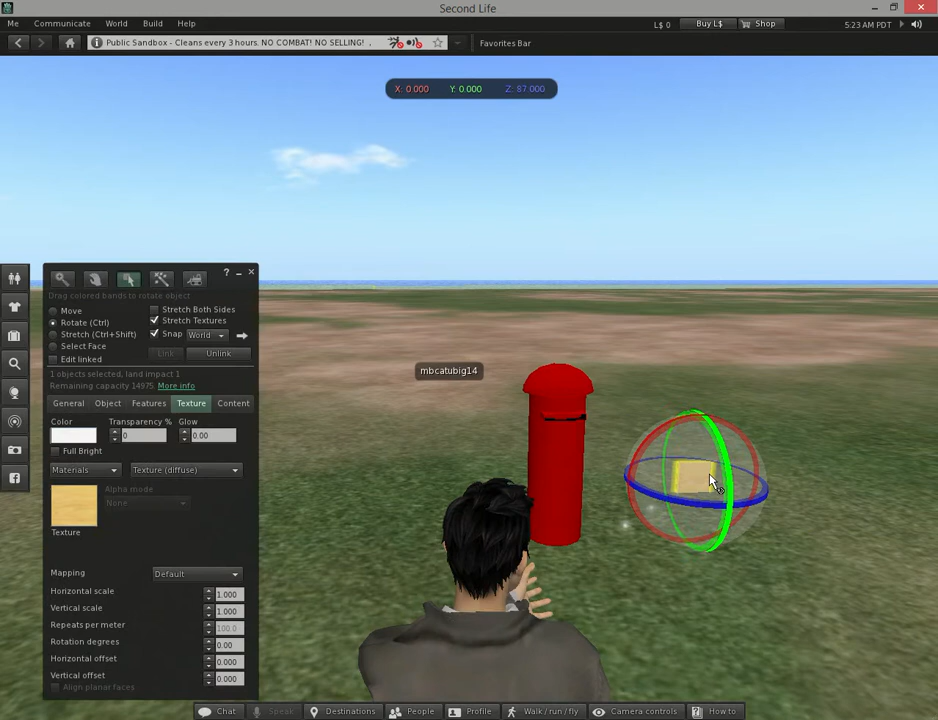 Second Life
Me Communicate World Build Help L$ 0 Buy L$ Shop 5:23 AM PDT
Public Sandbox - Cleans every 3 hours. NO COMBAT! NO SELLING! . Favorites Bar
X: 0.000 Y: 0.000 Z: 87.000
?
Drag colored bands to rotate object
Move Stretch Both Sides
Rotate (Ctrl) Stretch Textures
Stretch (Ctrl+Shift) Snap World
Select Face Link Unlink
Edit linked
1 objects selected, land impact 1
Remaining capacity 14975 More info
General Object Features Texture Content
Color Transparency % Glow
0 0.00
Full Bright
Materials Texture (diffuse)
Alpha mode
None
Texture
Mapping Default
Horizontal scale 1.000
Vertical scale 1.000
Repeats per meter 100.0
Rotation degrees 0.00
Horizontal offset 0.000
Vertical offset 0.000
Align planar faces
mbcatubig14
Chat Speak Destinations People Profile Walk / run / fly Camera controls How to